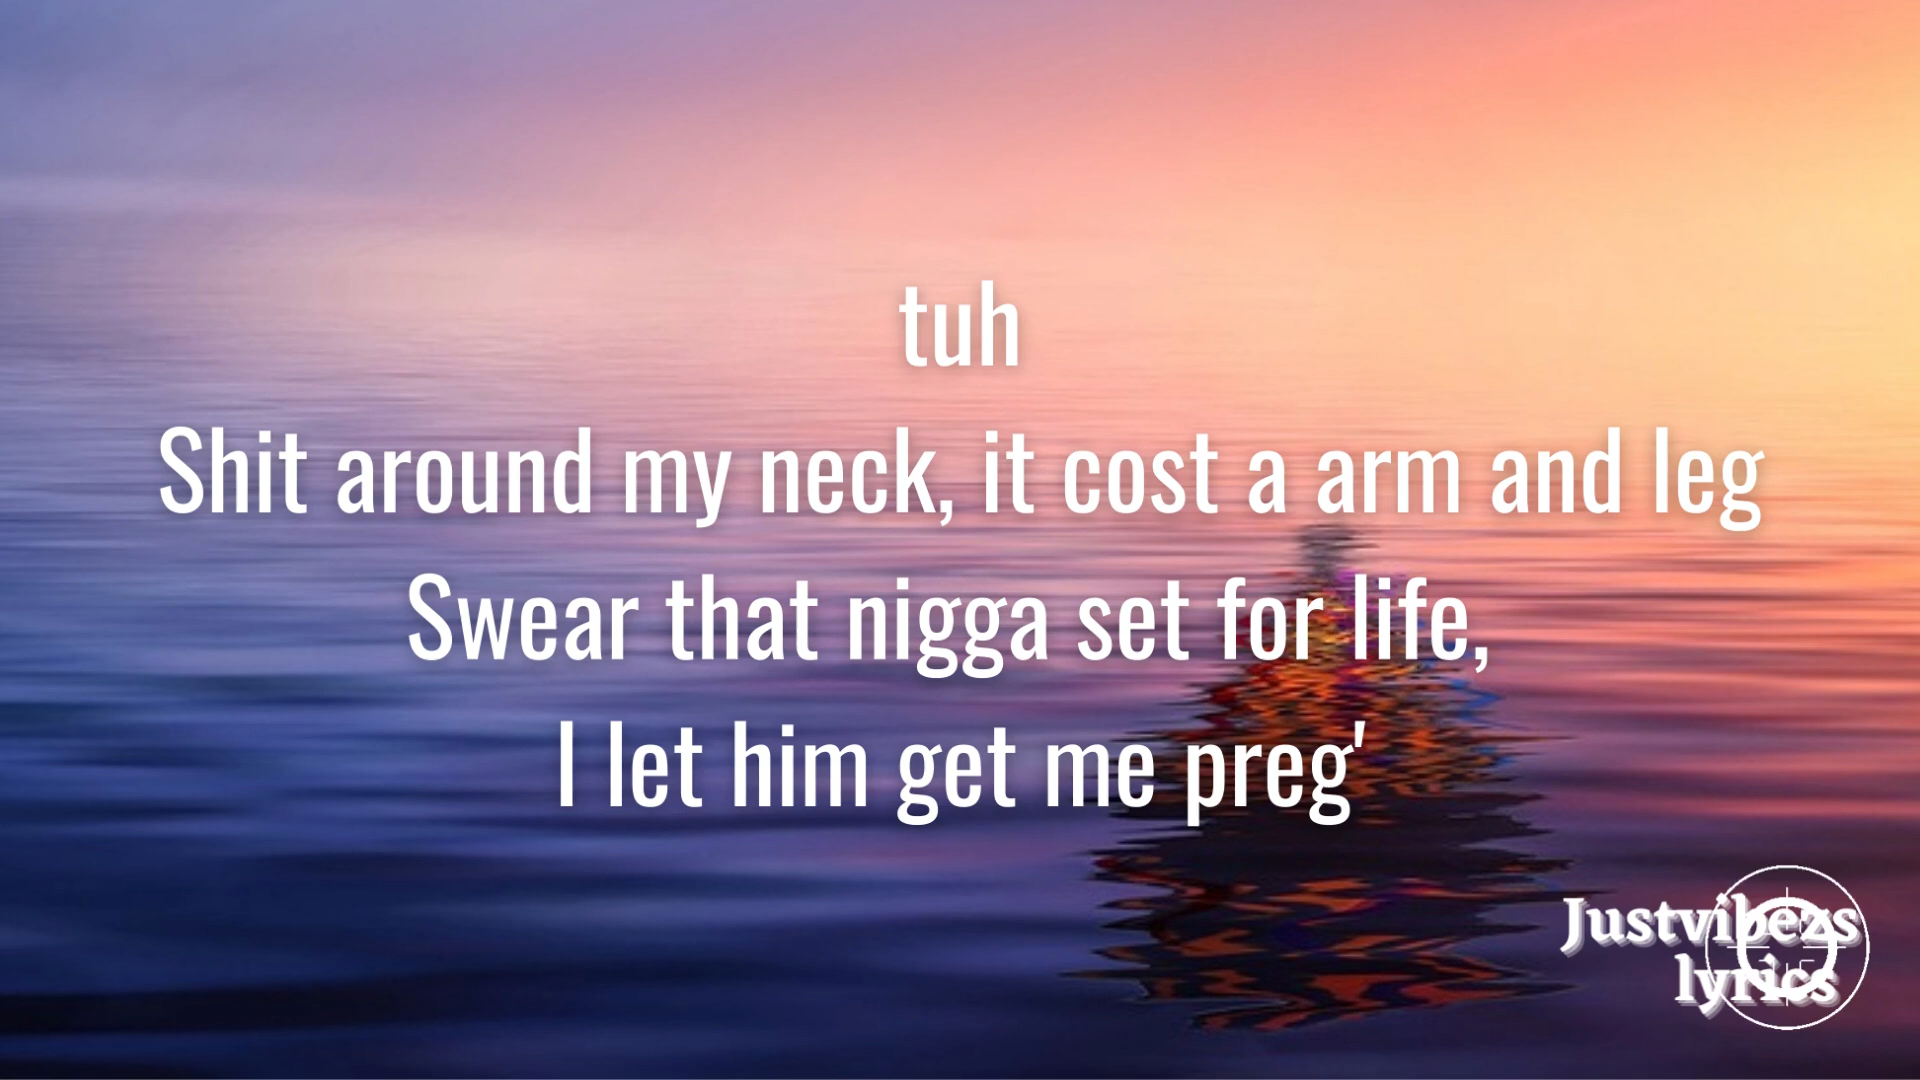 tuh
Shit around my neck, it cost a arm and leg
Swear that nigga set for life,
I let him get me preg'
Justvibezs
lyrics